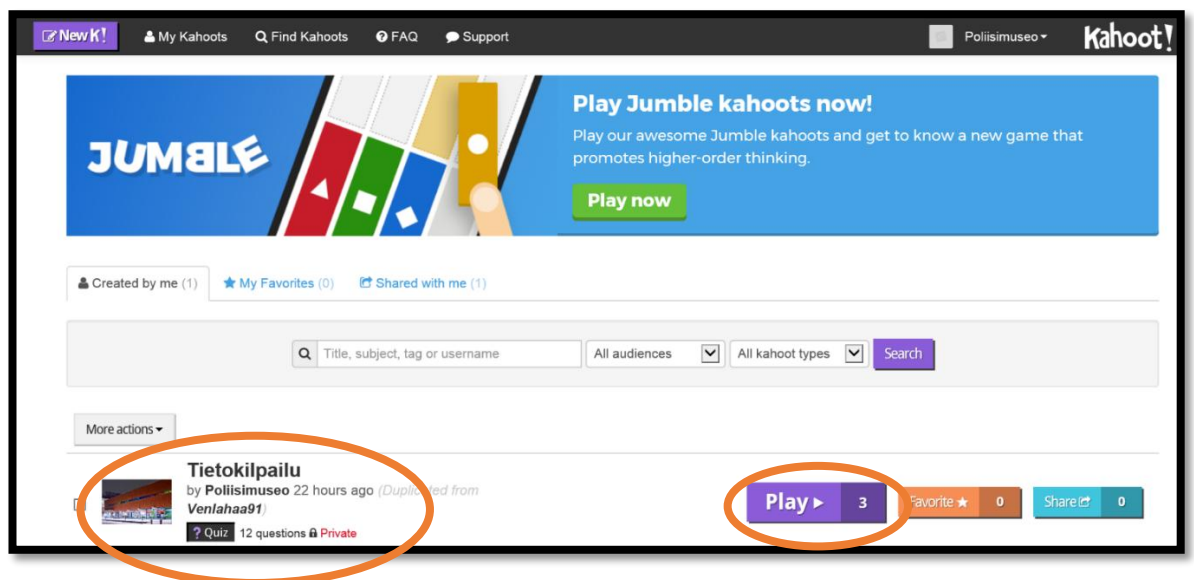 New K! My Kahoots Find Kahoots FAQ Support Poliisimuseo Kahoot!
JUMBLE
Play Jumble kahoots now!
Play our awesome Jumble kahoots and get to know a new game that
promotes higher-order thinking.
Play now
Created by me (1) My Favorites (0) Shared with me (1)
Title, subject, tag or username All audiences All kahoot types Search
More actions
Tietokilpailu
by Poliisimuseo 22 hours ago (Duplicated from
Venlahaa91)
? Quiz 12 questions Private
Play 3 Favorite 0 Share 0